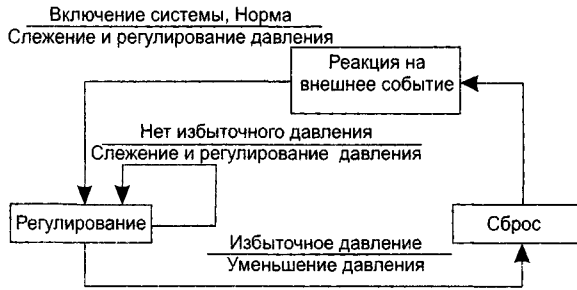 Включение системы, Норма
Слежение и регулирование давления
Реакция на
внешнее событие
Нет избыточного давления
Слежение и регулирование давления
Регулирование
Сброс
Избыточное давление
Уменьшение давления